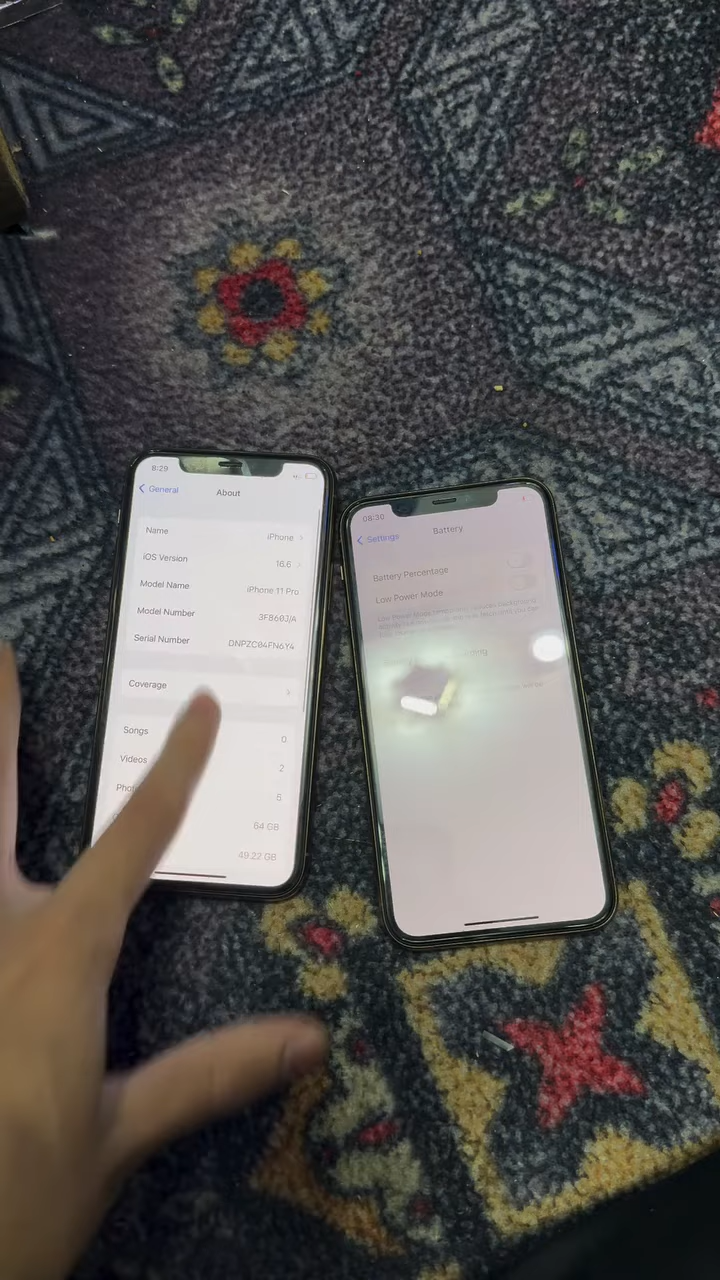 8:29
General
About
Name
iPhone
iOS Version
16.6
Model Name
iPhone 11 Pro
Model Number
3F860J/A
Serial Number
DNPZC04FN6Y4
Coverage
Songs
0
Videos
2
Phot
6
64 GB
49.22 GB
08:30
Settings
Battery
Battery Percentage
Low Power Mode